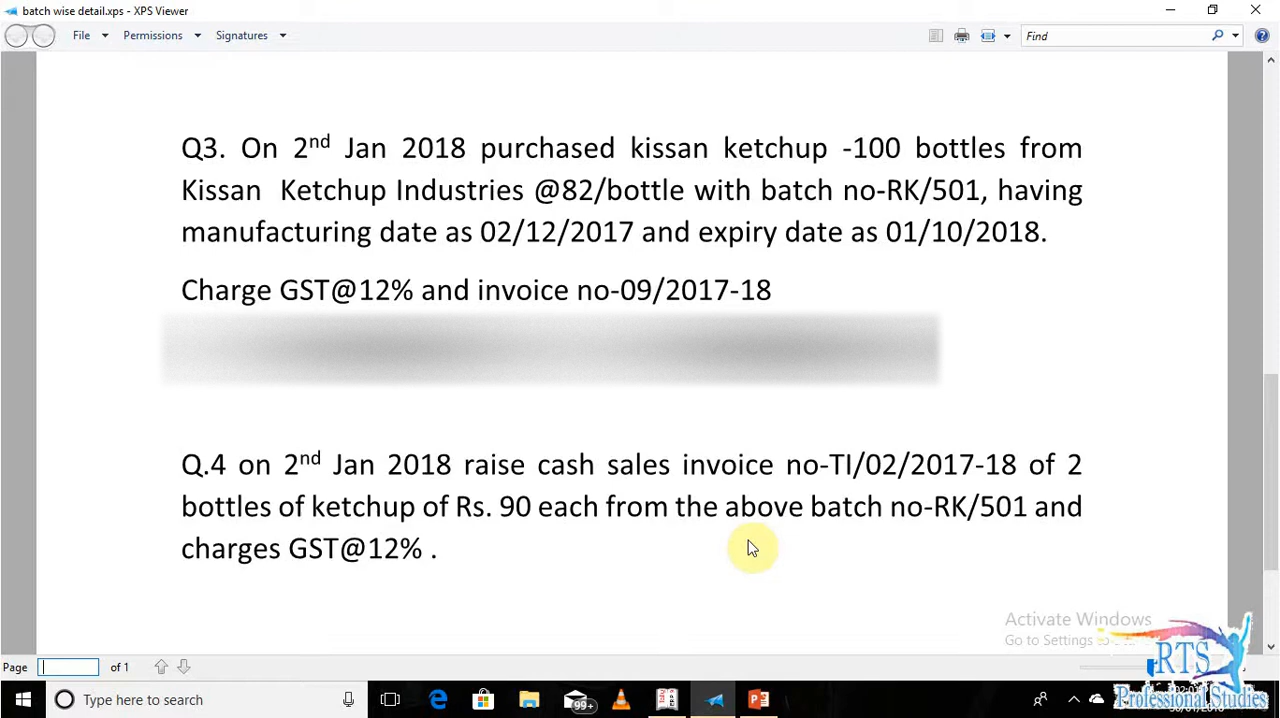 batch wise detail.xps - XPS Viewer
File Permissions Signatures Find
Q3. On 2nd Jan 2018 purchased kissan ketchup -100 bottles from
Kissan Ketchup Industries @82/bottle with batch no-RK/501, having
manufacturing date as 02/12/2017 and expiry date as 01/10/2018.
Charge GST@12% and invoice no-09/2017-18
Q.4 on 2nd Jan 2018 raise cash sales invoice no-TI/02/2017-18 of 2
bottles of ketchup of Rs. 90 each from the above batch no-RK/501 and
charges GST@12% .
Activate Windows
Go to Settings to
RTS
Professional Studies
Page of 1
Type here to search 99+